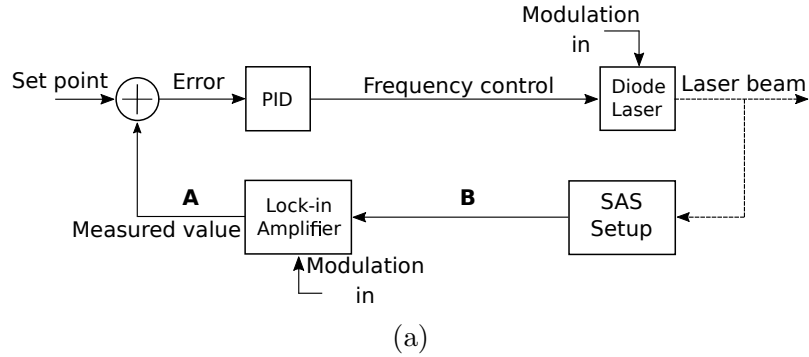 Modulation
in
Set point
Error
PID
Frequency control
Diode
Laser
Laser beam
A
Measured value
Lock-in
Amplifier
B
SAS
Setup
Modulation
in
(a)